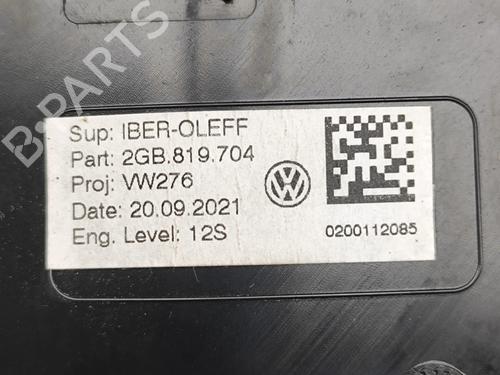 B-PARTS
Sup: IBER-OLEFF
Part: 2GB.819.704
Proj: VW276
Date: 20.09.2021
Eng. Level: 12S
0200112085